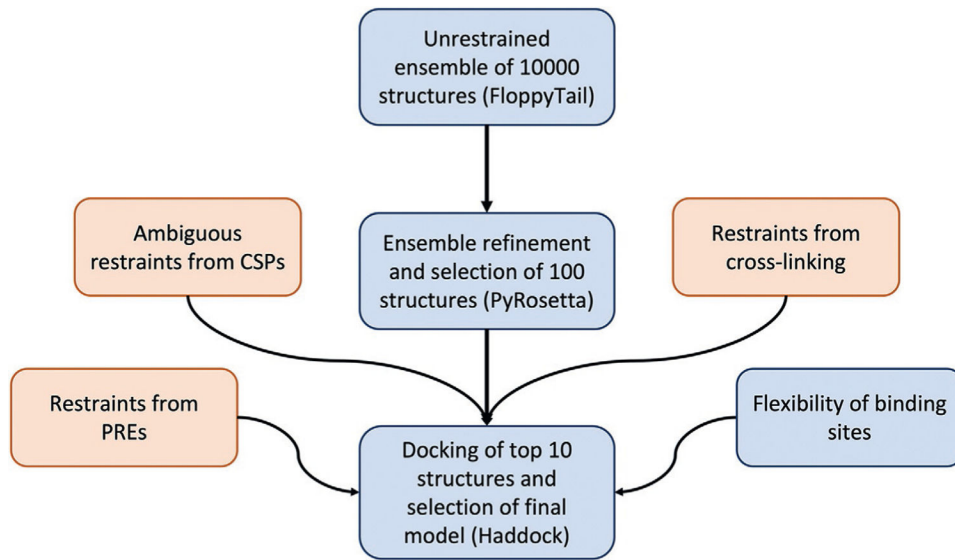 Unrestrained
ensemble of 10000
structures (FloppyTail)
Ambiguous
restraints from CSPs
Ensemble refinement
and selection of 100
structures (PyRosetta)
Restraints from
cross-linking
Restraints from
PREs
Docking of top 10
structures and
selection of final
model (Haddock)
Flexibility of binding
sites